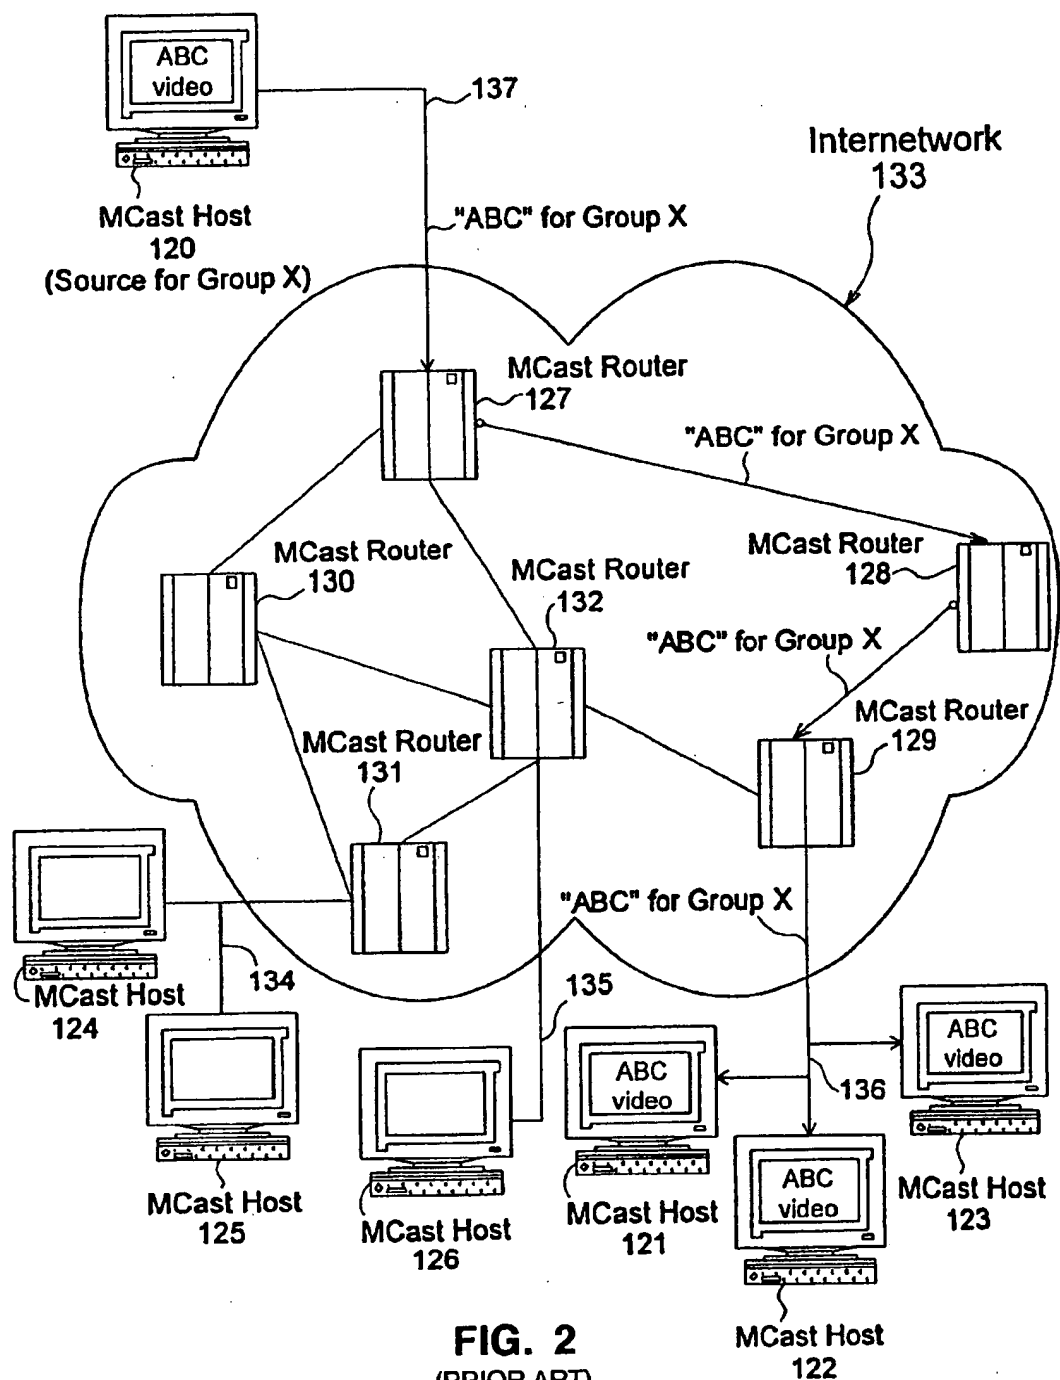 ABC
video
137
Internetwork
133
MCast Host
120
(Source for Group X)
"ABC" for Group X
MCast Router
127
"ABC" for Group X
MCast Router
130
MCast Router
132
MCast Router
128
"ABC" for Group X
MCast Router
129
MCast Router
131
"ABC" for Group X
134
MCast Host
124
135
ABC
video
ABC
video
136
MCast Host
125
MCast Host
126
MCast Host
121
ABC
video
MCast Host
123
MCast Host
122
FIG. 2
(PRIOR ART)